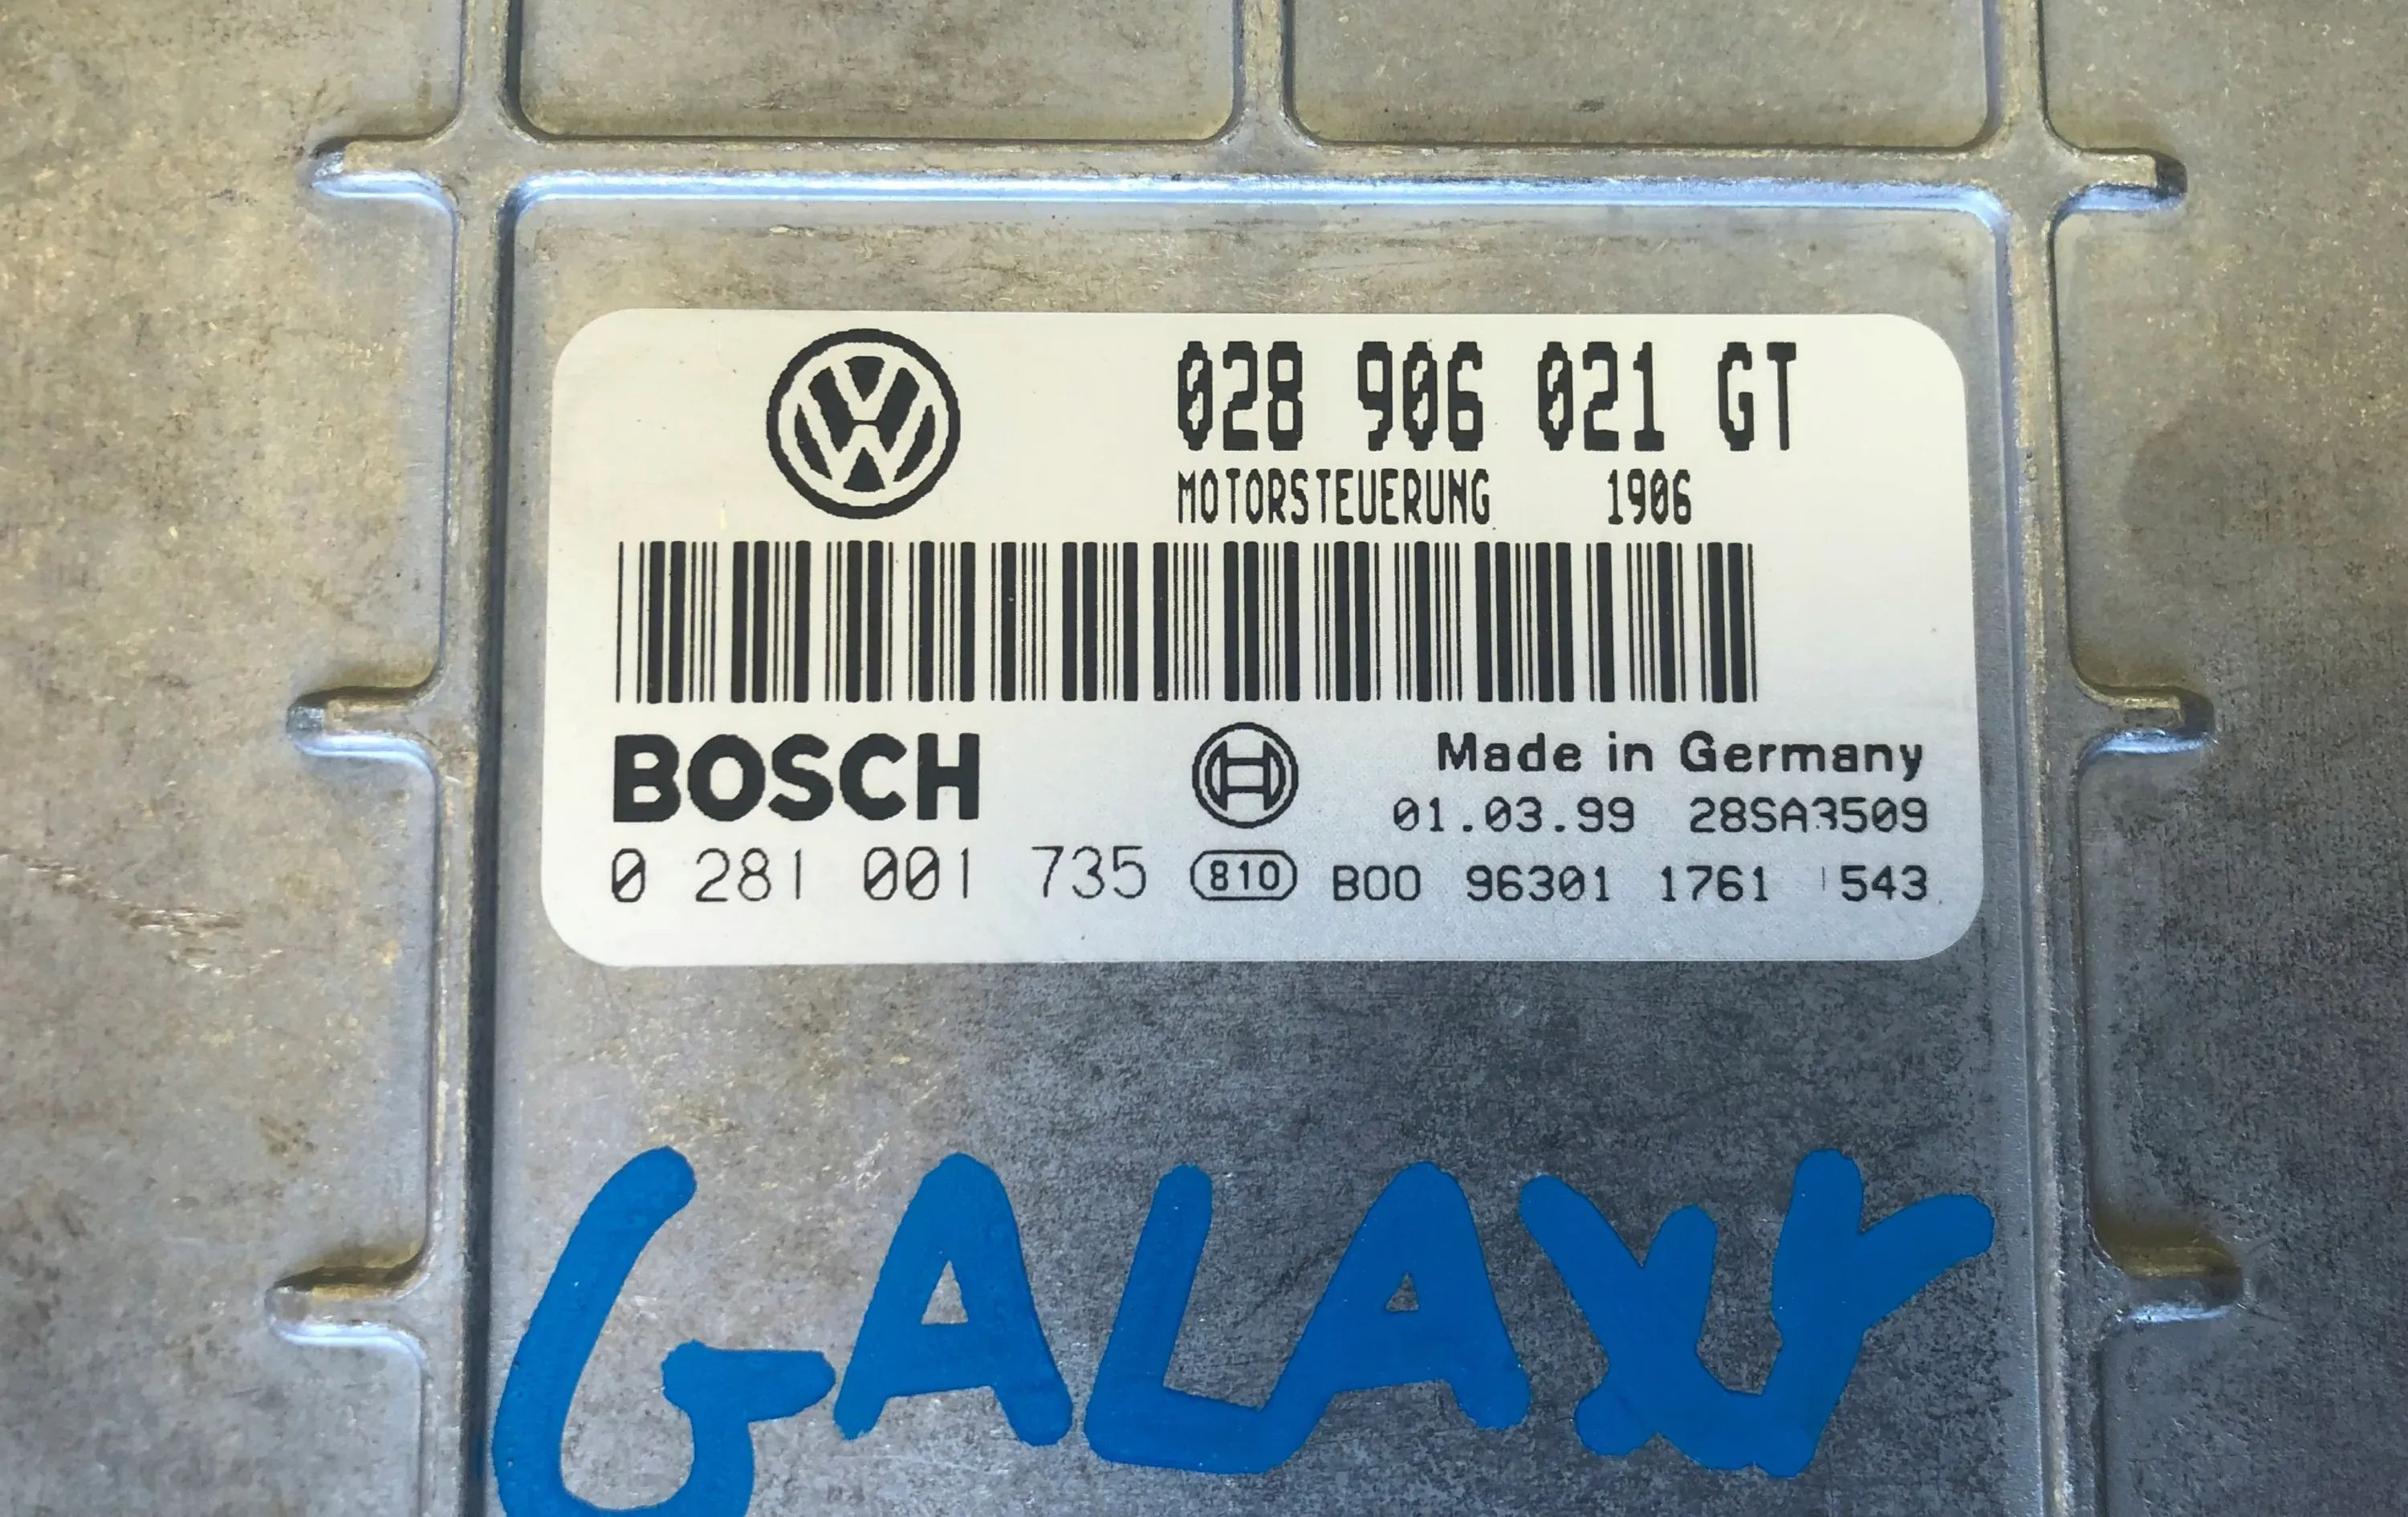 028 906 021 GT
MOTORSTEUERUNG 1906
BOSCH
Made in Germany
01.03.99 28SA3509
0 281 001 735 810 B00 96301 1761 543
GALAXY